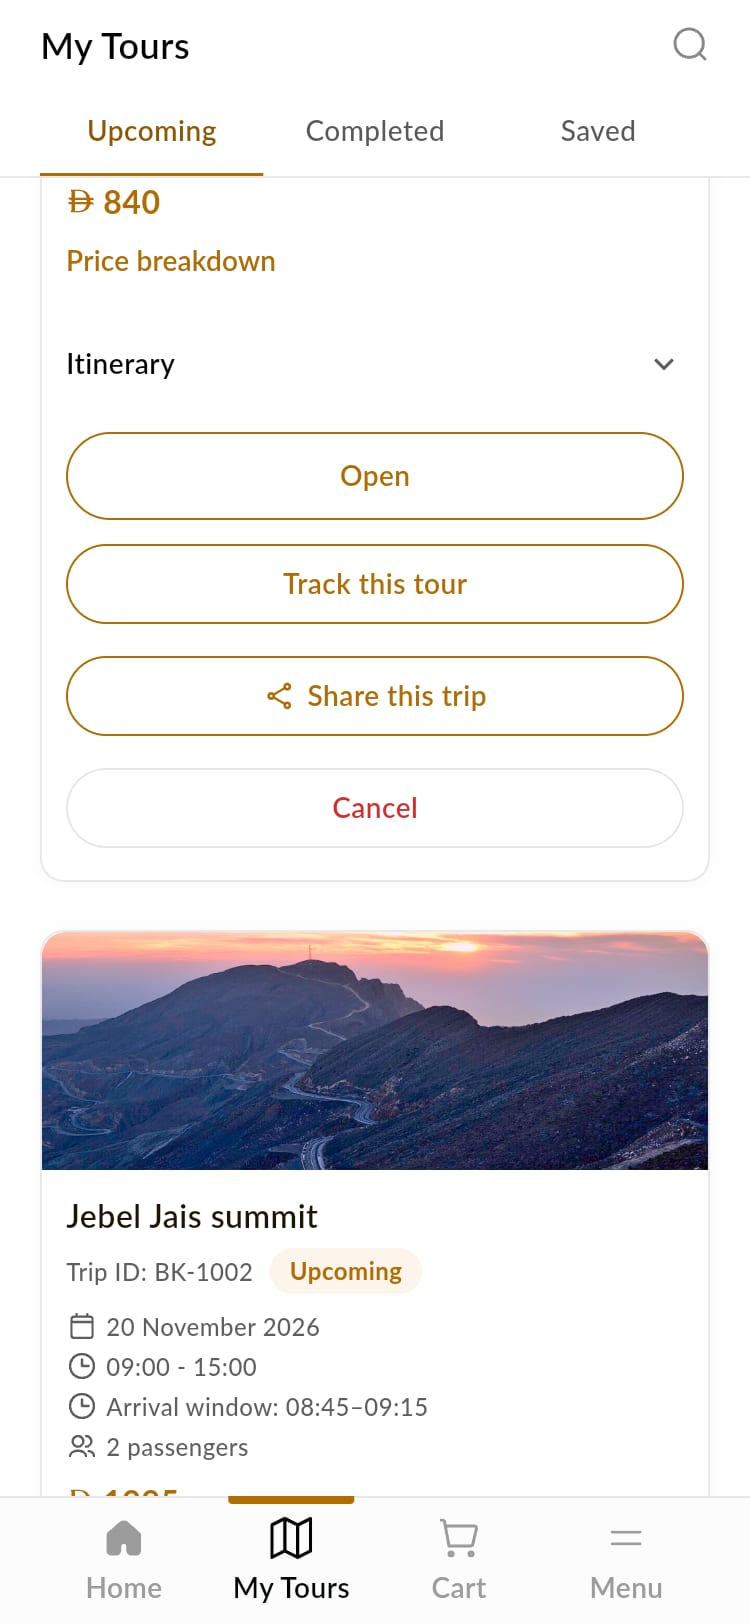 My Tours
Upcoming
Completed
Saved
840
Price breakdown
Itinerary
Open
Track this tour
Share this trip
Cancel
Jebel Jais summit
Trip ID: BK-1002
Upcoming
20 November 2026
09:00 - 15:00
Arrival window: 08:45–09:15
2 passengers
Home
My Tours
Cart
Menu